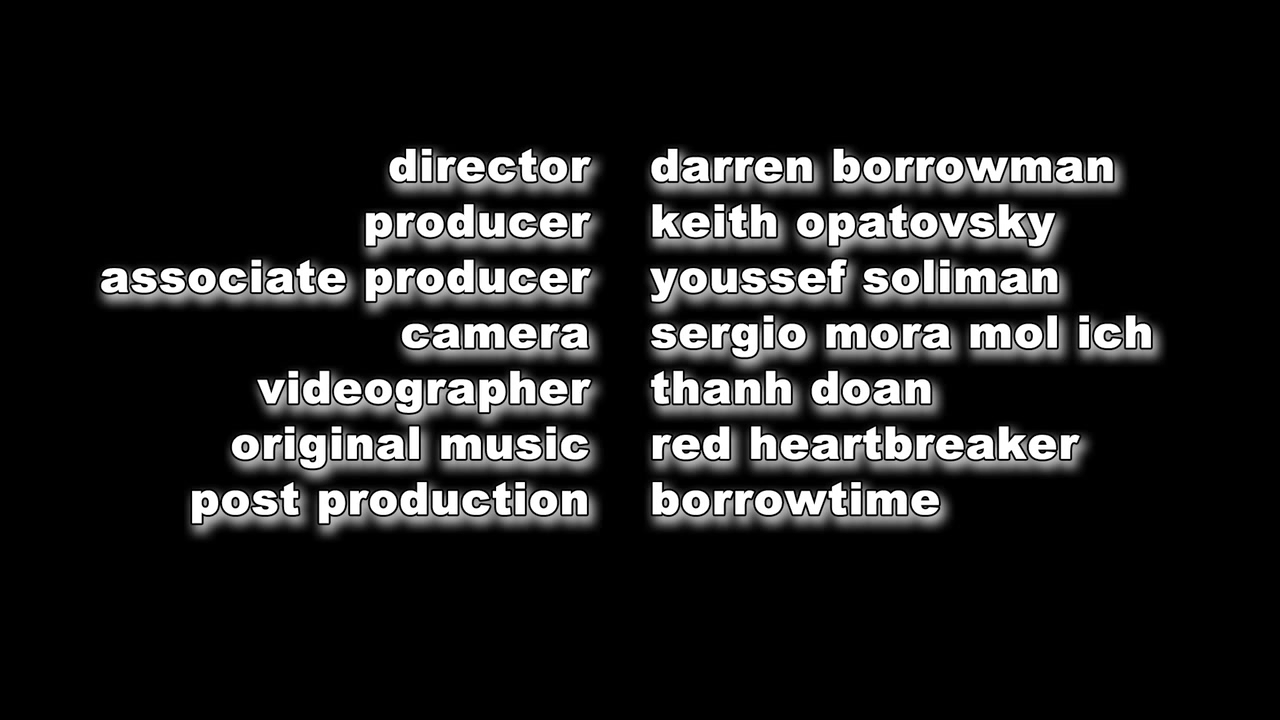 director darren borrowman
producer keith opatovsky
associate producer youssef soliman
camera sergio mora mol ich
videographer thanh doan
original music red heartbreaker
post production borrowtime